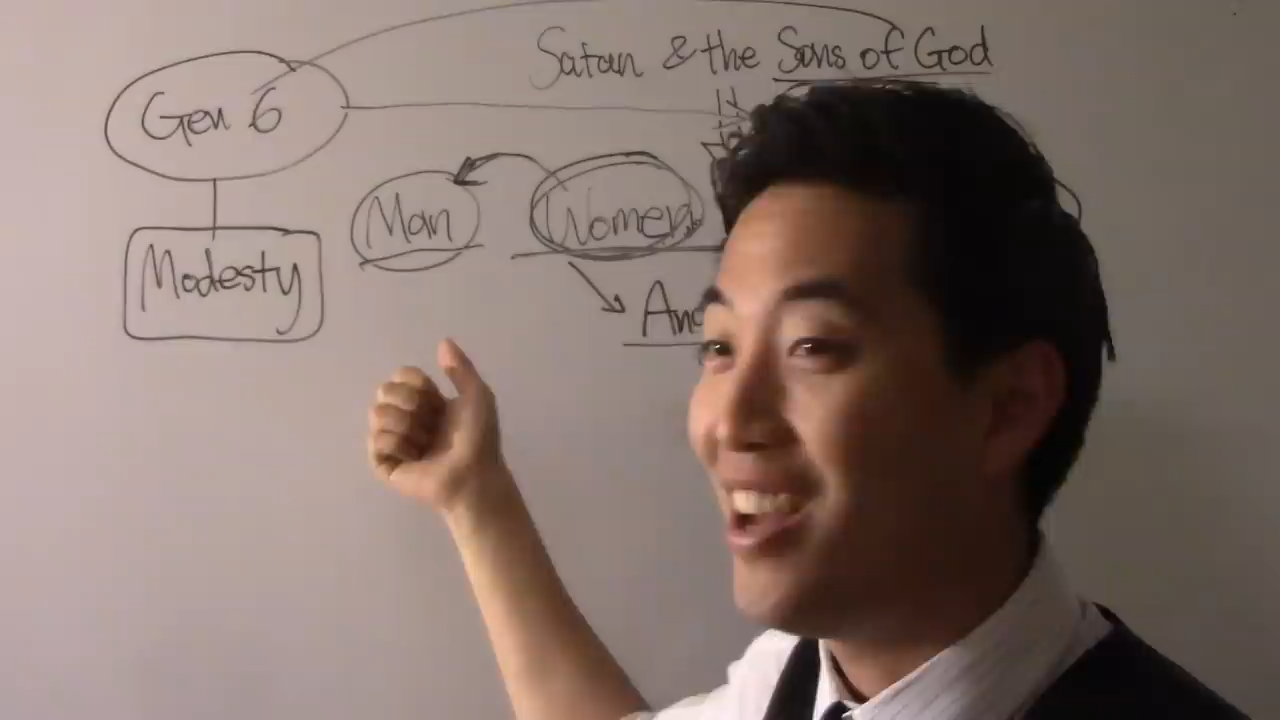 Satan & the Sons of God
Gen 6
Man
Women
Modesty